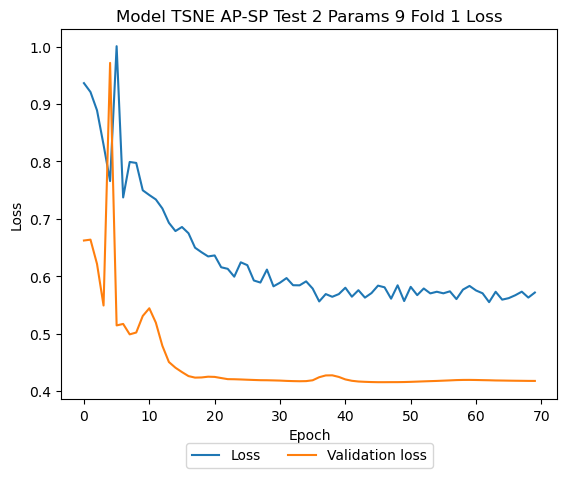 Model TSNE AP-SP Test 2 Params 9 Fold 1 Loss
1.0
0.9
0.8
0.7
0.6
0.5
0.4
Loss
0 10 20 30 40 50 60 70
Epoch
Loss Validation loss